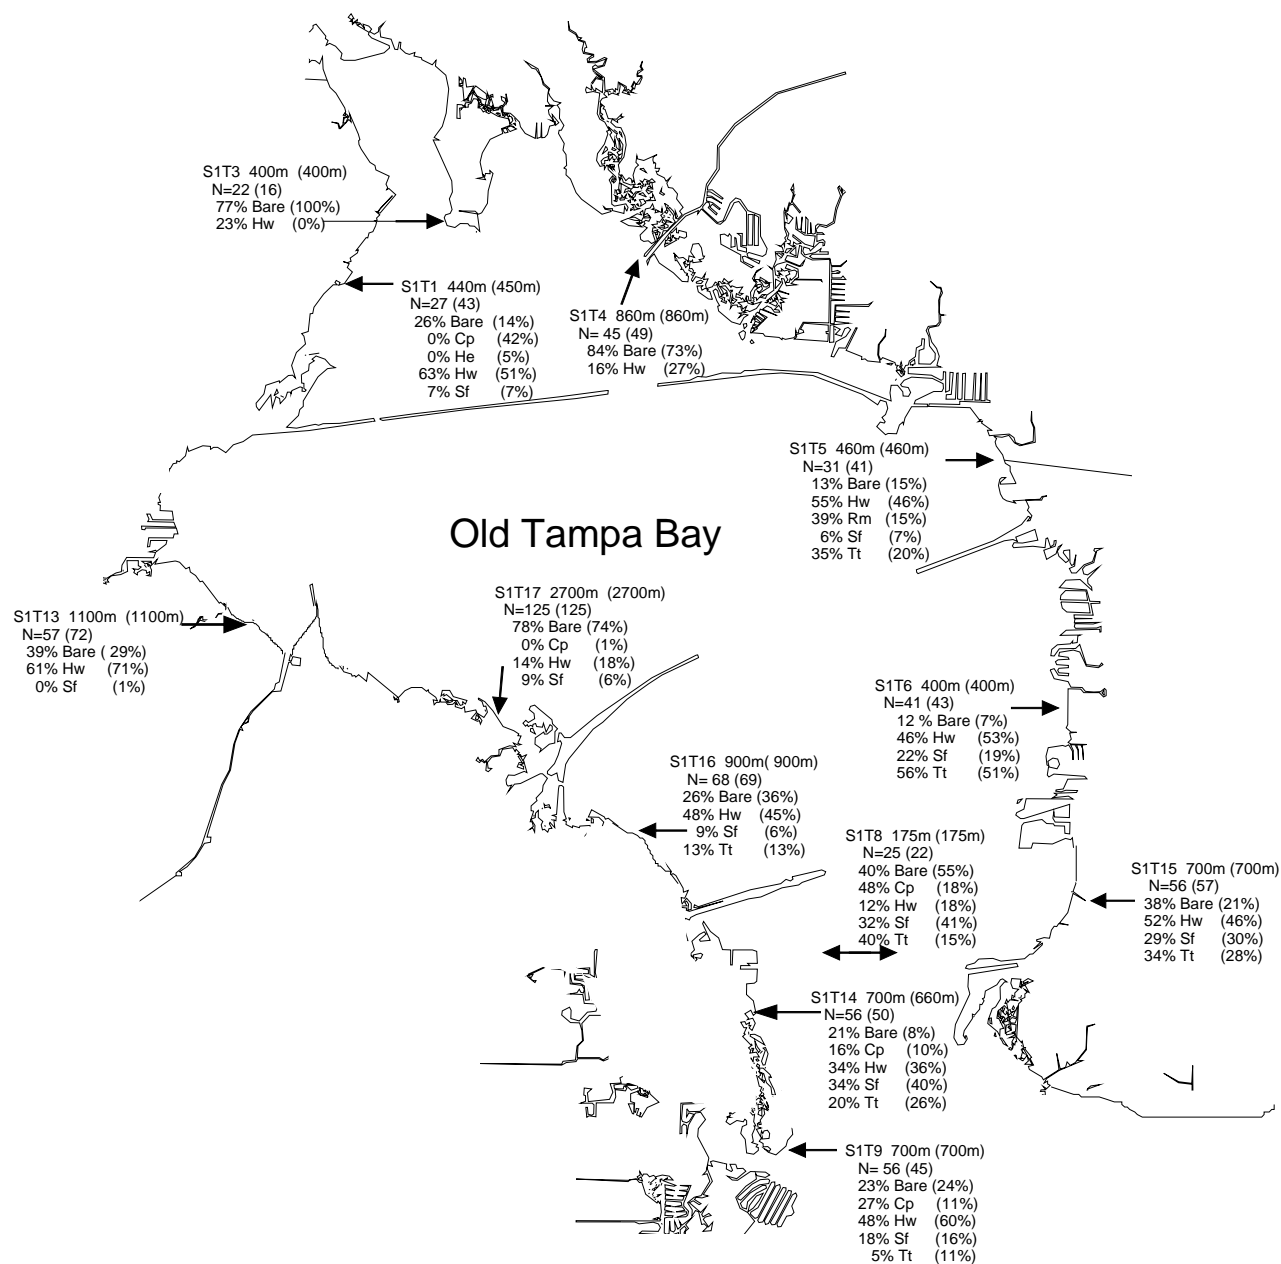 S1T3 400m (400m)
N=22 (16)
77% Bare (100%)
23% Hw (0%)
S1T1 440m (450m)
N=27 (43)
26% Bare (14%)
0% Cp (42%)
0% He (5%)
63% Hw (51%)
7% Sf (7%)
S1T4 860m (860m)
N= 45 (49)
84% Bare (73%)
16% Hw (27%)
S1T5 460m (460m)
N=31 (41)
13% Bare (15%)
55% Hw (46%)
39% Rm (15%)
6% Sf (7%)
35% Tt (20%)
Old Tampa Bay
S1T17 2700m (2700m)
N=125 (125)
78% Bare (74%)
0% Cp (1%)
14% Hw (18%)
9% Sf (6%)
S1T13 1100m (1100m)
N=57 (72)
39% Bare ( 29%)
61% Hw (71%)
0% Sf (1%)
S1T6 400m (400m)
N=41 (43)
12 % Bare (7%)
46% Hw (53%)
22% Sf (19%)
56% Tt (51%)
S1T16 900m( 900m)
N= 68 (69)
26% Bare (36%)
48% Hw (45%)
9% Sf (6%)
13% Tt (13%)
S1T8 175m (175m)
N=25 (22)
40% Bare (55%)
48% Cp (18%)
12% Hw (18%)
32% Sf (41%)
40% Tt (15%)
S1T15 700m (700m)
N=56 (57)
38% Bare (21%)
52% Hw (46%)
29% Sf (30%)
34% Tt (28%)
S1T14 700m (660m)
N=56 (50)
21% Bare (8%)
16% Cp (10%)
34% Hw (36%)
34% Sf (40%)
20% Tt (26%)
S1T9 700m (700m)
N= 56 (45)
23% Bare (24%)
27% Cp (11%)
48% Hw (60%)
18% Sf (16%)
5% Tt (11%)